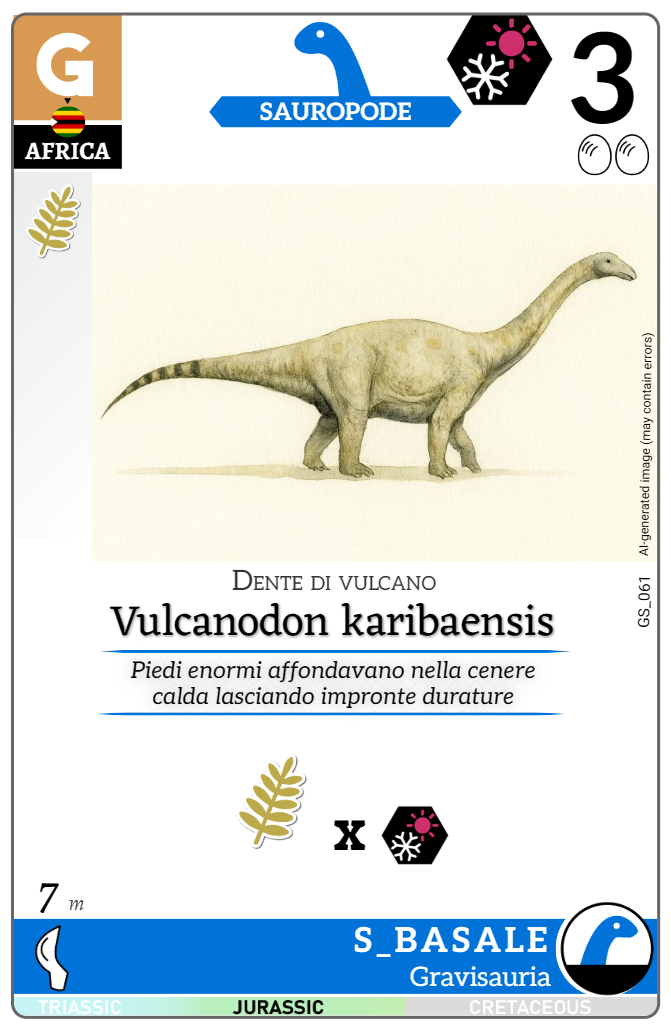 G
AFRICA
SAUROPODE
3
AI-generated image (may contain errors)
GS_061
Dente di vulcano
Vulcanodon karibaensis
Piedi enormi affondavano nella cenere
calda lasciando impronte durature
x
7 m
S_BASALE
Gravisauria
TRIASSIC
JURASSIC
CRETACEOUS